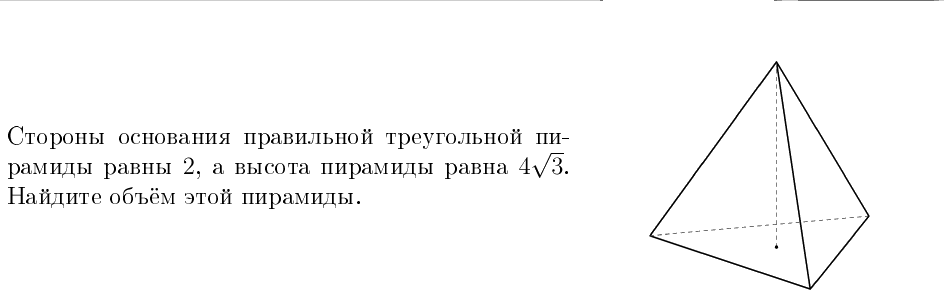 Стороны основания правильной треугольной пи-
рамиды равны 2, а высота пирамиды равна 4√3.
Найдите объём этой пирамиды.